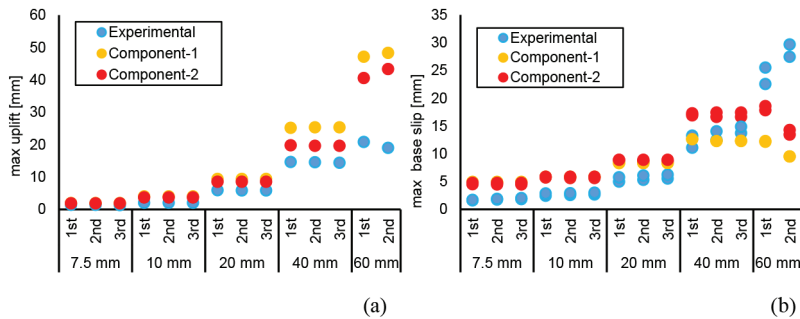 max uplift [mm]
60
50
40
30
20
10
0
Experimental
Component-1
Component-2
1st 2nd 3rd 1st 2nd 3rd 1st 2nd 3rd 1st 2nd 3rd 1st 2nd
7.5 mm 10 mm 20 mm 40 mm 60 mm
(a)
max base slip [mm]
35
30
25
20
15
10
5
0
Experimental
Component-1
Component-2
1st 2nd 3rd 1st 2nd 3rd 1st 2nd 3rd 1st 2nd 3rd 1st 2nd
7.5 mm 10 mm 20 mm 40 mm 60 mm
(b)